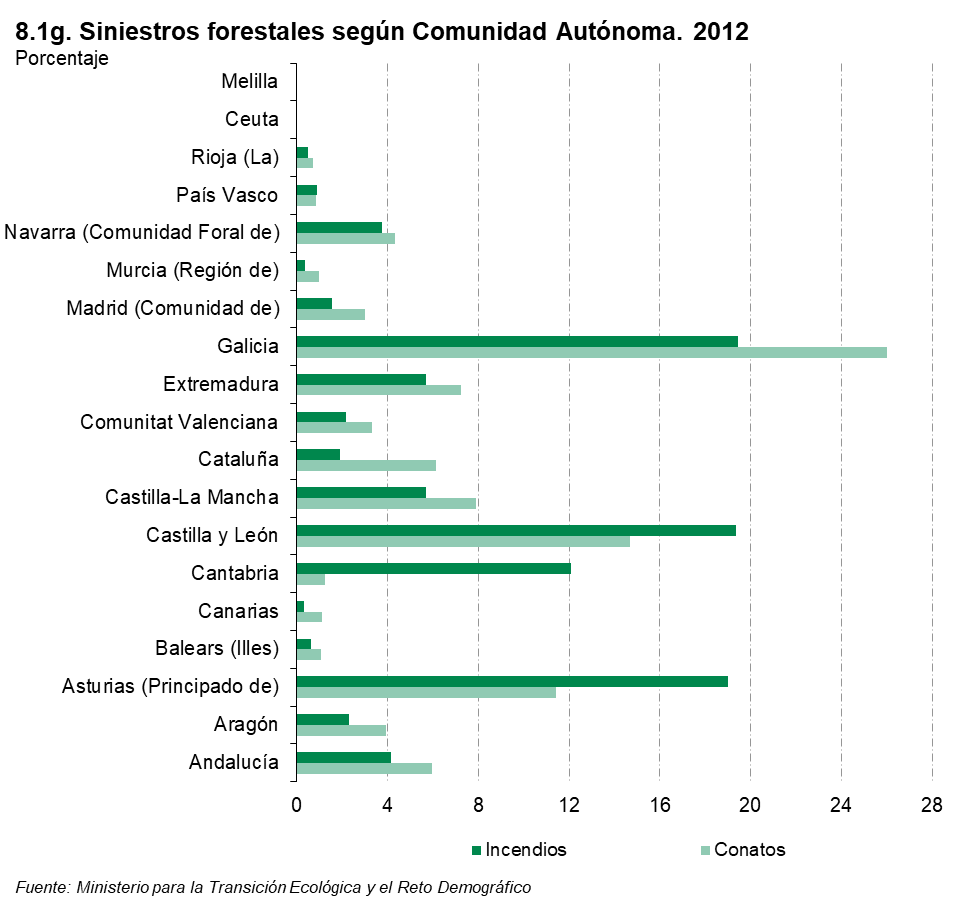 8.1g. Siniestros forestales según Comunidad Autónoma. 2012
Porcentaje
Melilla
Ceuta
Rioja (La)
País Vasco
Navarra (Comunidad Foral de)
Murcia (Región de)
Madrid (Comunidad de)
Galicia
Extremadura
Comunitat Valenciana
Cataluña
Castilla-La Mancha
Castilla y León
Cantabria
Canarias
Balears (Illes)
Asturias (Principado de)
Aragón
Andalucía
0 4 8 12 16 20 24 28
Incendios Conatos
Fuente: Ministerio para la Transición Ecológica y el Reto Demográfico